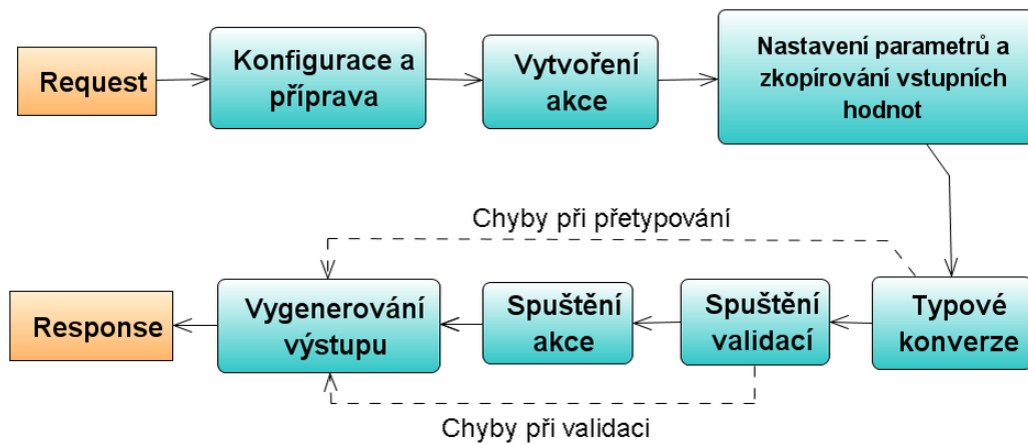 Request
Konfigurace a
příprava
Vytvoření
akce
Nastavení parametrů a
zkopírování vstupních
hodnot
Chyby při přetypování
Response
Vygenerování
výstupu
Spuštění
akce
Spuštění
validací
Typové
konverze
Chyby při validaci